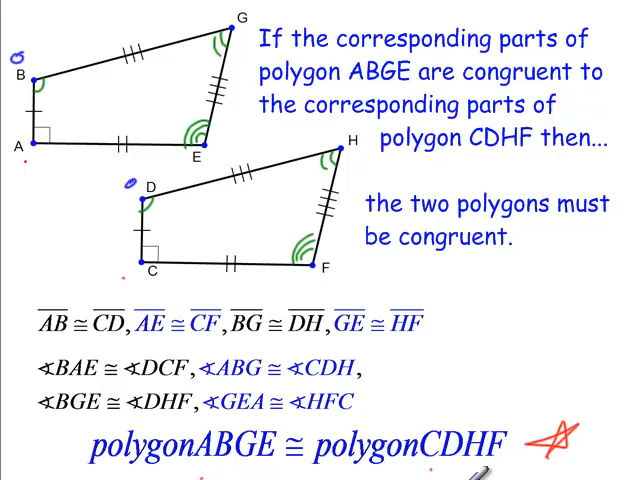 G
B
A
E
If the corresponding parts of
polygon ABGE are congruent to
the corresponding parts of
polygon CDHF then...
H
D
C
F
the two polygons must
be congruent.
AB ≅ CD, AE ≅ CF, BG ≅ DH, GE ≅ HF
∢BAE ≅ ∢DCF, ∢ABG ≅ ∢CDH,
∢BGE ≅ ∢DHF, ∢GEA ≅ ∢HFC
polygonABGE ≅ polygonCDHF